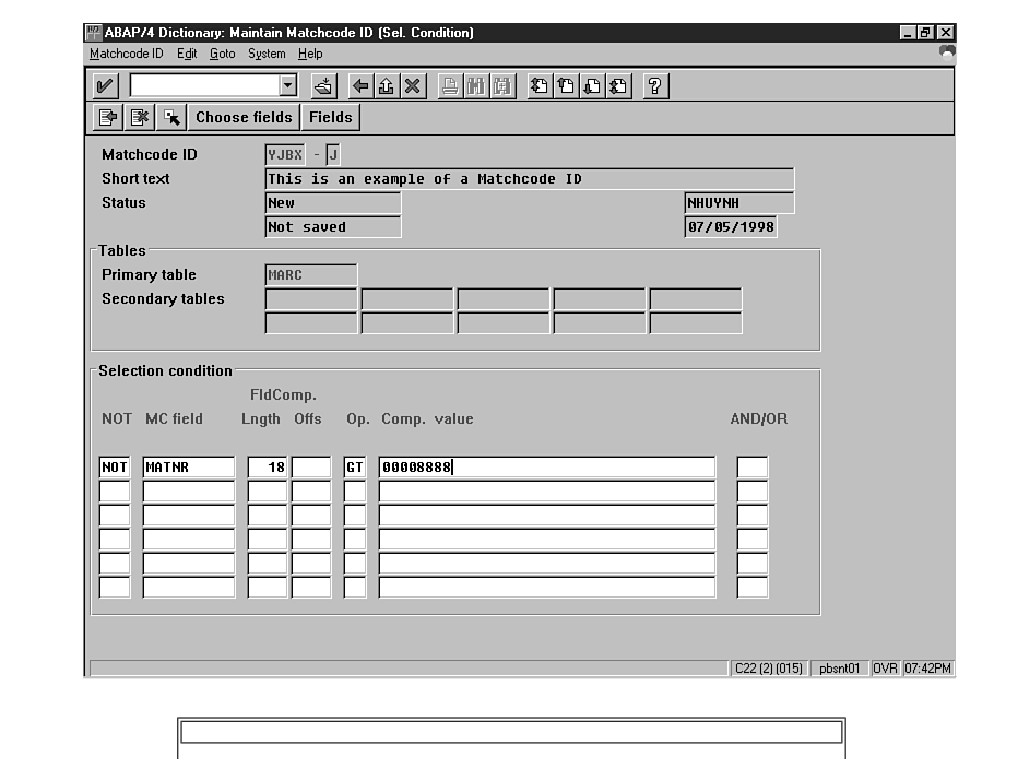 ABAP/4 Dictionary: Maintain Matchcode ID (Sel. Condition)
Matchcode ID Edit Goto System Help
Choose fields Fields
Matchcode ID YJBX - J
Short text This is an example of a Matchcode ID
Status New NHUYNH
Not saved 07/05/1998
Tables
Primary table MARC
Secondary tables
Selection condition
FldComp.
NOT MC field Lngth Offs Op. Comp. value AND/OR
NOT MATNR 18 GT 00008888
C22 (2) (015) pbsnt01 OVR 07:42PM